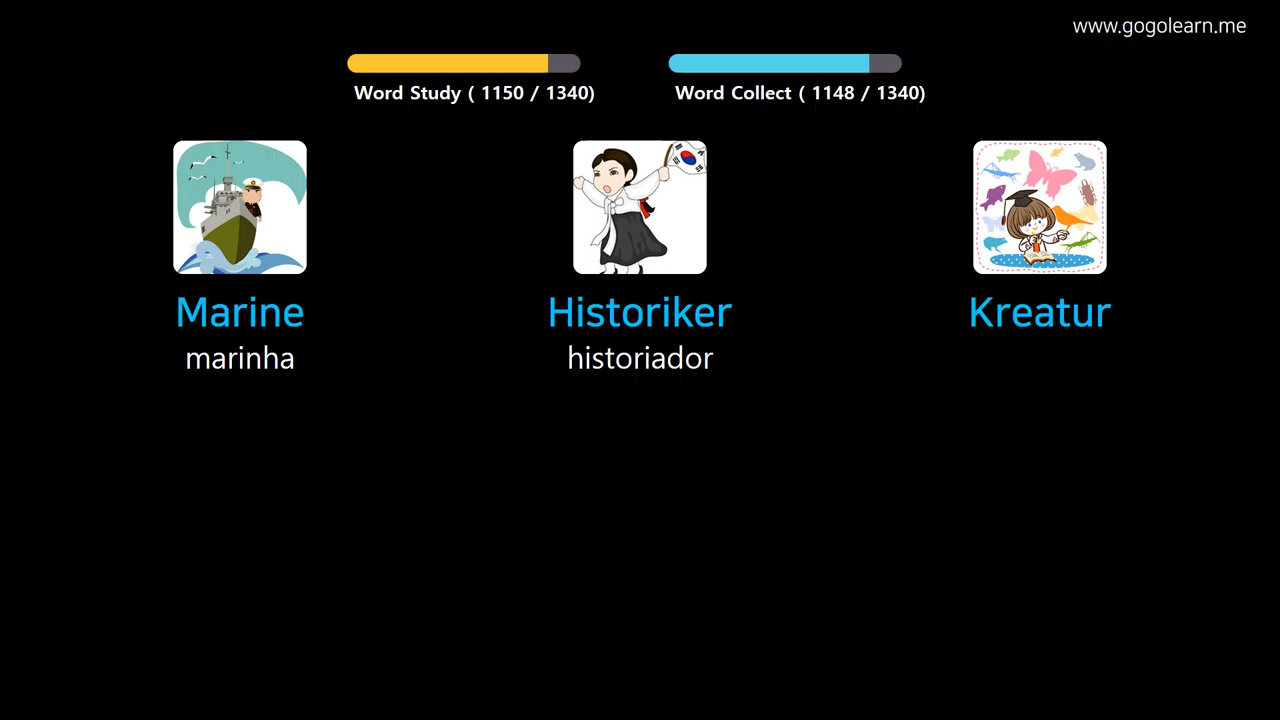 www.gogolearn.me
Word Study ( 1150 / 1340)
Word Collect ( 1148 / 1340)
Marine
marinha
Historiker
historiador
Kreatur